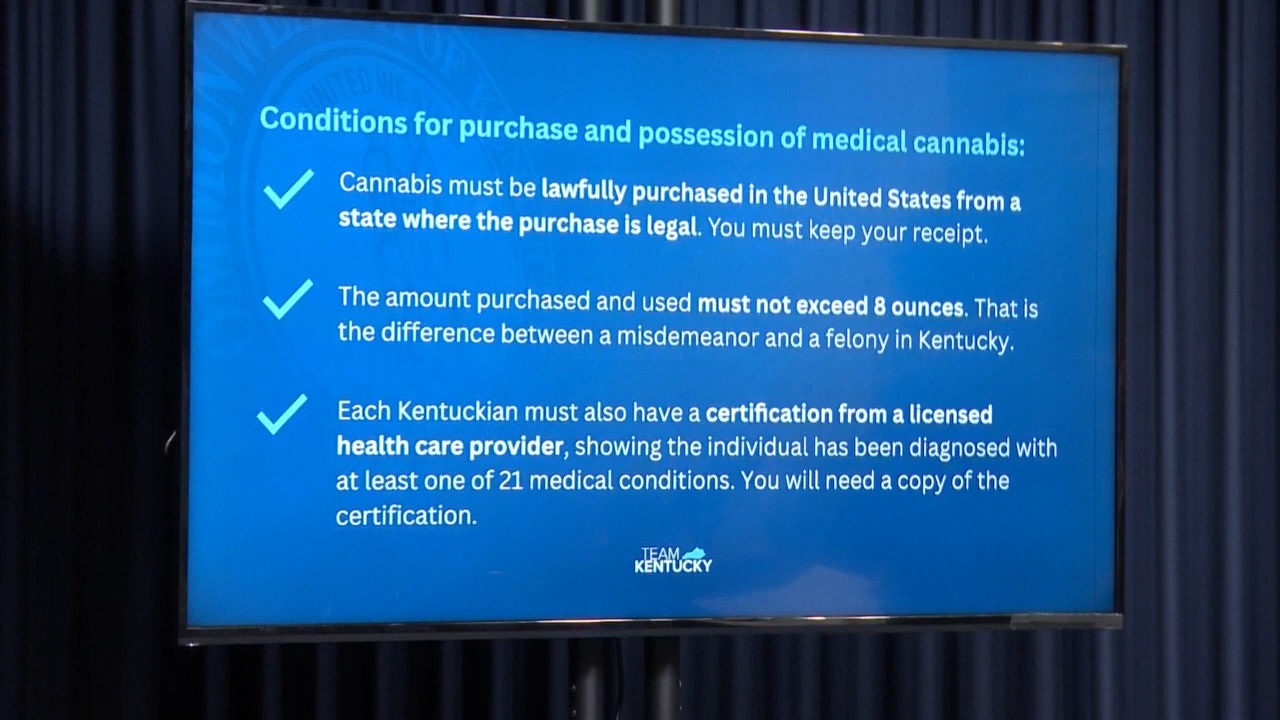 Conditions for purchase and possession of medical cannabis:
Cannabis must be lawfully purchased in the United States from a
state where the purchase is legal. You must keep your receipt.
The amount purchased and used must not exceed 8 ounces. That is
the difference between a misdemeanor and a felony in Kentucky.
Each Kentuckian must also have a certification from a licensed
health care provider, showing the individual has been diagnosed with
at least one of 21 medical conditions. You will need a copy of the
certification.
TEAM
KENTUCKY
UNITED WE